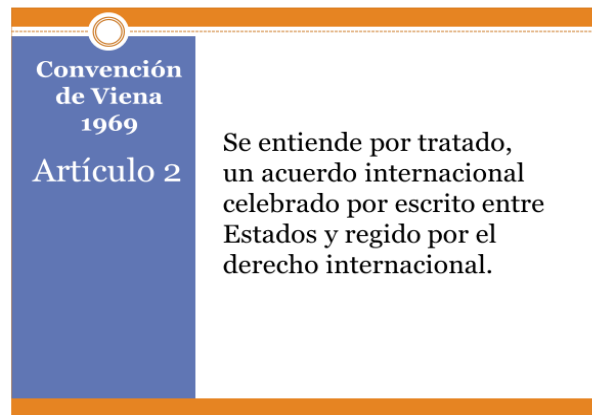 Convención
de Viena
1969
Artículo 2
Se entiende por tratado,
un acuerdo internacional
celebrado por escrito entre
Estados y regido por el
derecho internacional.